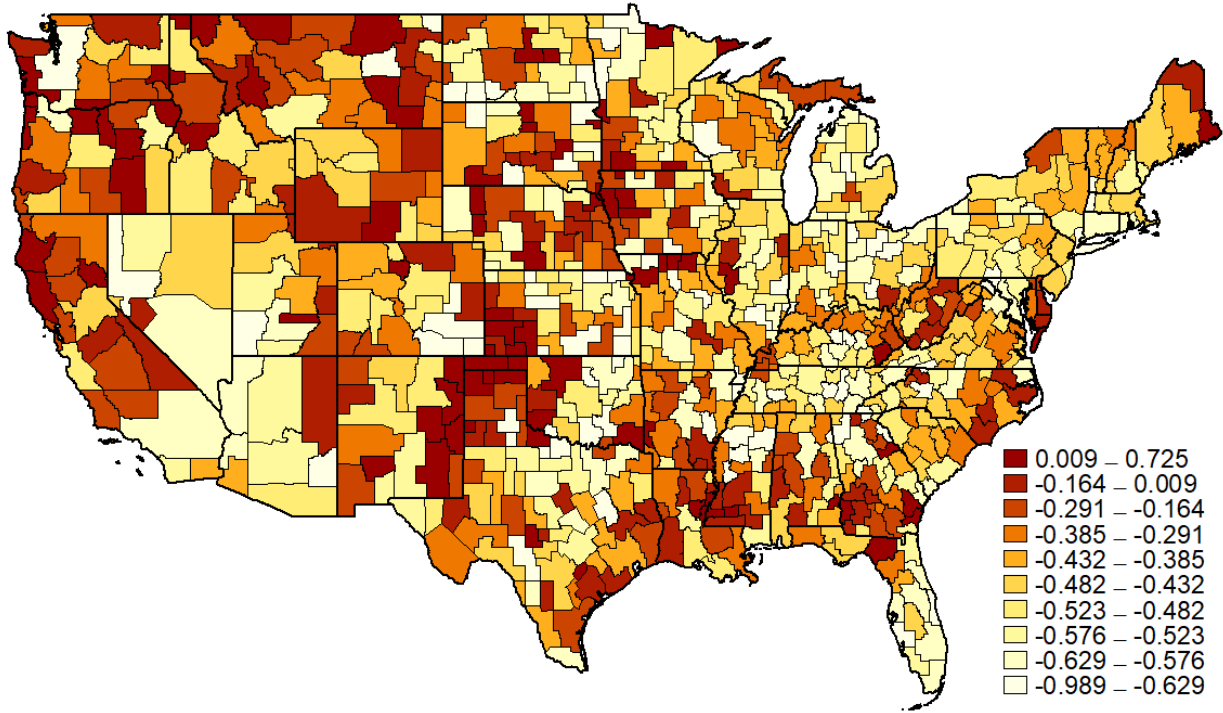 0.009 – 0.725
-0.164 – 0.009
-0.291 – -0.164
-0.385 – -0.291
-0.432 – -0.385
-0.482 – -0.432
-0.523 – -0.482
-0.576 – -0.523
-0.629 – -0.576
-0.989 – -0.629